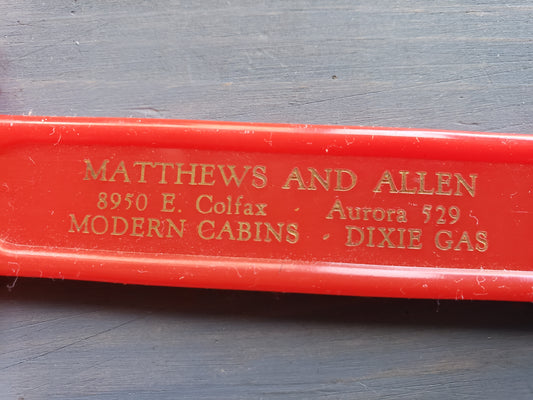 MATTHEWS AND ALLEN
8950 E. Colfax Aurora 529
MODERN CABINS DIXIE GAS